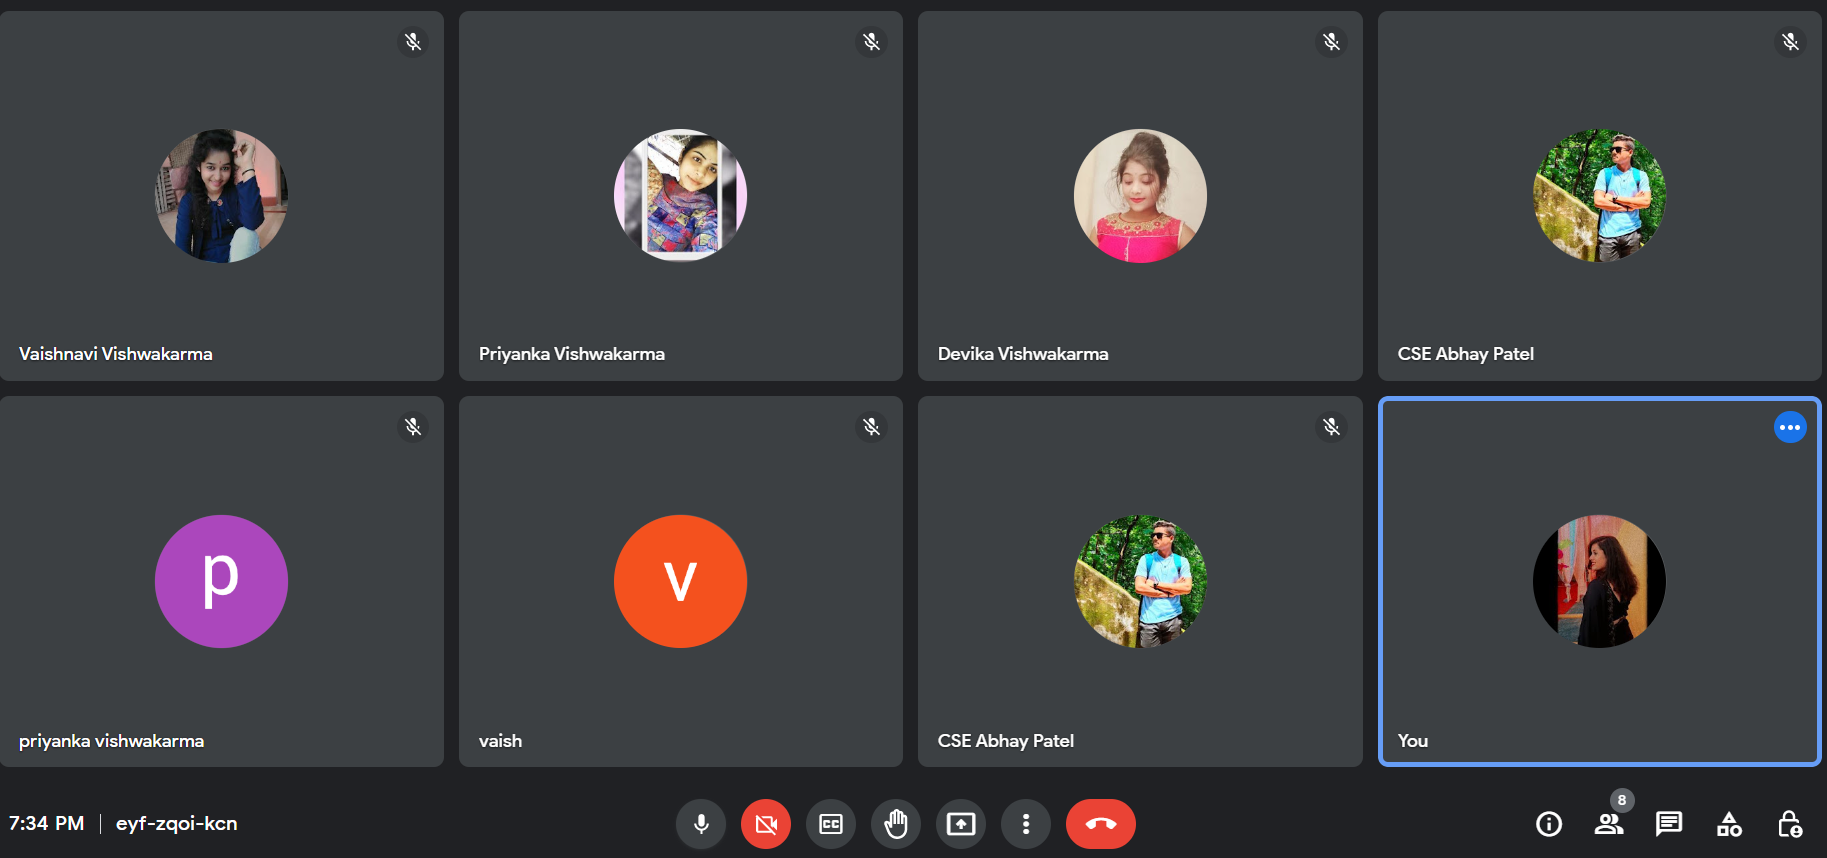 Vaishnavi Vishwakarma
Priyanka Vishwakarma
Devika Vishwakarma
CSE Abhay Patel
p
v
priyanka vishwakarma
vaish
CSE Abhay Patel
You
7:34 PM | eyf-zqoi-kcn
CC
8